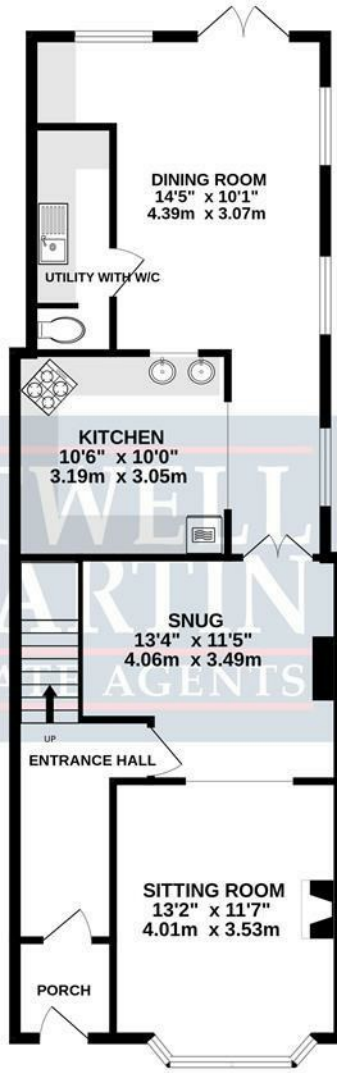 DINING ROOM
14'5" x 10'1"
4.39m x 3.07m
UTILITY WITH W/C
KITCHEN
10'6" x 10'0"
3.19m x 3.05m
SNUG
13'4" x 11'5"
4.06m x 3.49m
AGENTS
UP
ENTRANCE HALL
SITTING ROOM
13'2" x 11'7"
4.01m x 3.53m
PORCH